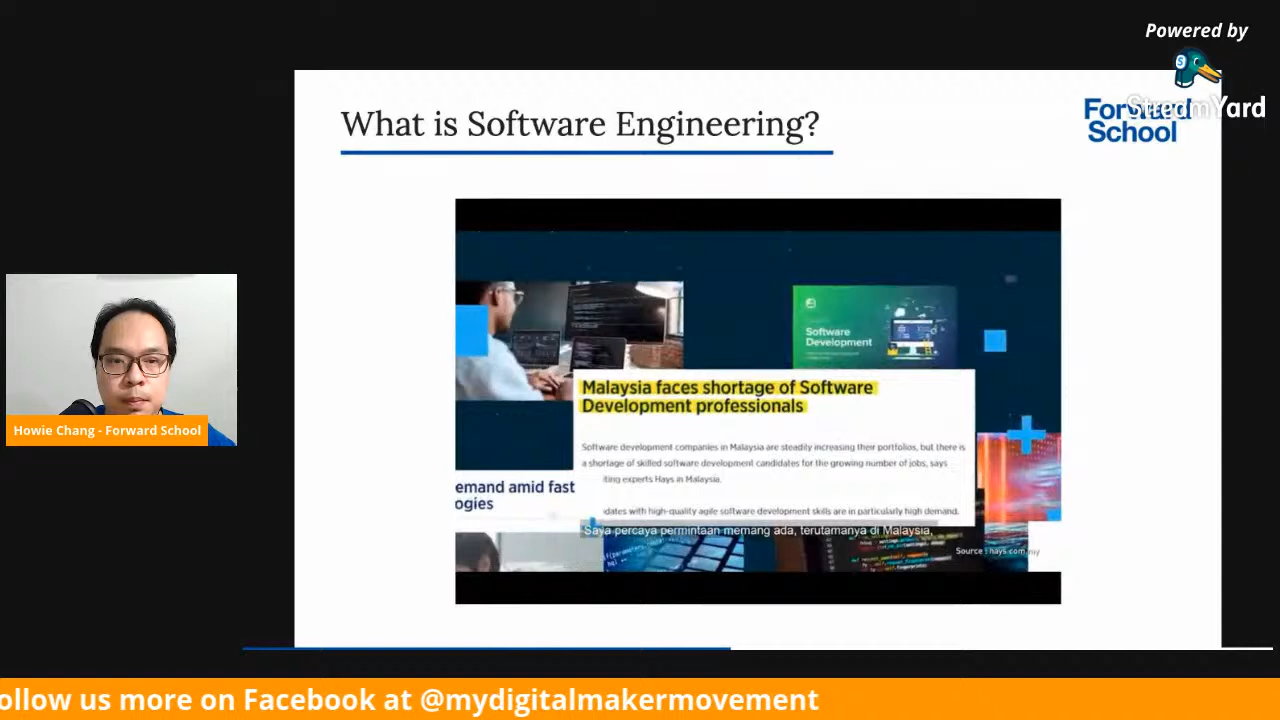 Powered by
StreamYard
What is Software Engineering?
Forward
School
Software
Development
Malaysia faces shortage of Software
Development professionals
Software development companies in Malaysia are steadily increasing their portfolios, but there is
a shortage of skilled software development candidates for the growing number of jobs, says
iting experts Hays in Malaysia.
emand amid fast
ogies
dates with high-quality agile software development skills are in particularly high demand.
Saya percaya permintaan memang ada, terutamanya di Malaysia,
Source : hays.com.my
Howie Chang - Forward School
ollow us more on Facebook at @mydigitalmakermovement